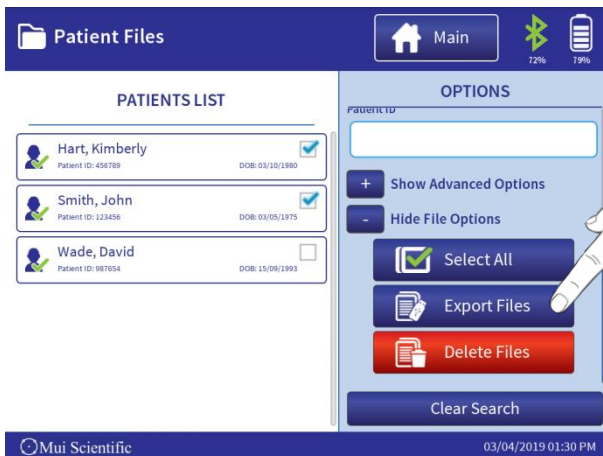 Patient Files
Main
72%
79%
PATIENTS LIST
Hart, Kimberly
Patient ID: 456789
DOB: 03/10/1980
Smith, John
Patient ID: 123456
DOB: 03/05/1975
Wade, David
Patient ID: 987654
DOB: 15/09/1993
OPTIONS
Patient ID
+ Show Advanced Options
- Hide File Options
Select All
Export Files
Delete Files
Clear Search
Mui Scientific
03/04/2019 01:30 PM